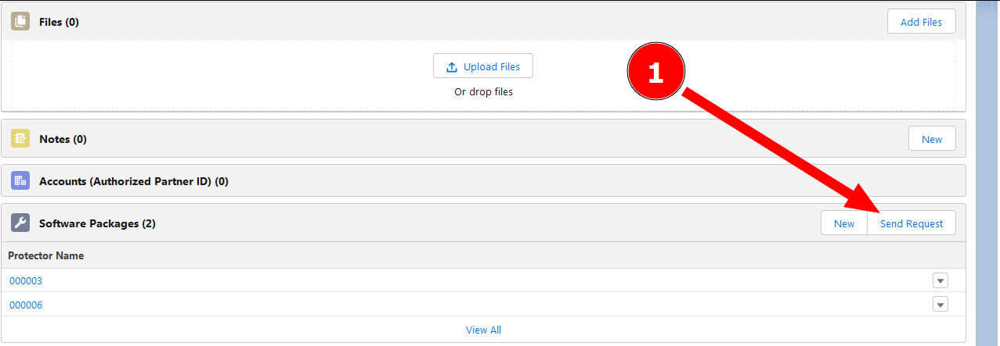 Files (0)
Add Files
Upload Files
Or drop files
1
Notes (0)
New
Accounts (Authorized Partner ID) (0)
Software Packages (2)
New
Send Request
Protector Name
000003
000006
View All